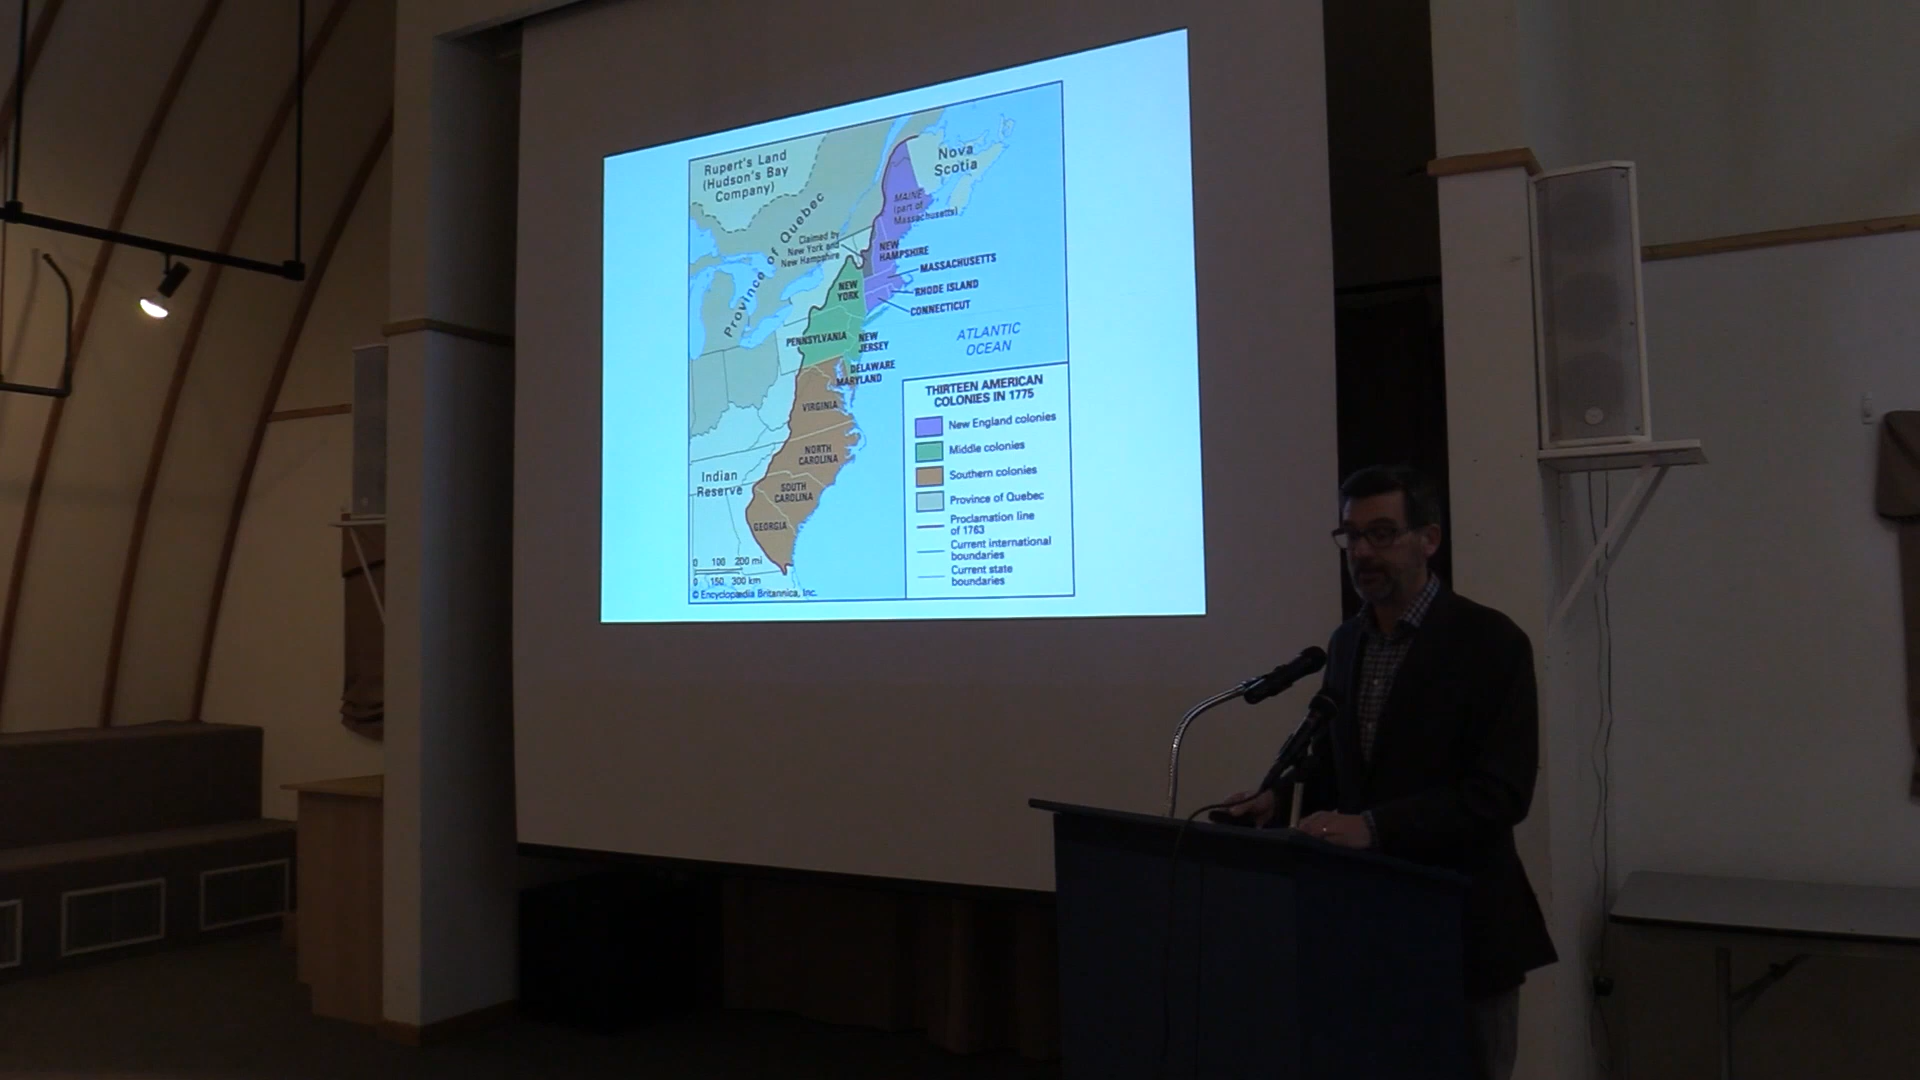 Rupert's Land
(Hudson's Bay
Company)
Nova
Scotia
Province of Quebec
MAINE
(part of
Massachusetts)
Claimed by
New York and
New Hampshire
NEW
HAMPSHIRE
MASSACHUSETTS
NEW
YORK
RHODE ISLAND
CONNECTICUT
PENNSYLVANIA
NEW
JERSEY
ATLANTIC
OCEAN
DELAWARE
MARYLAND
VIRGINIA
NORTH
CAROLINA
Indian
Reserve
SOUTH
CAROLINA
GEORGIA
0 100 200 mi
0 150 300 km
© Encyclopædia Britannica, Inc.
THIRTEEN AMERICAN
COLONIES IN 1775
New England colonies
Middle colonies
Southern colonies
Province of Quebec
Proclamation line
of 1763
Current international
boundaries
Current state
boundaries